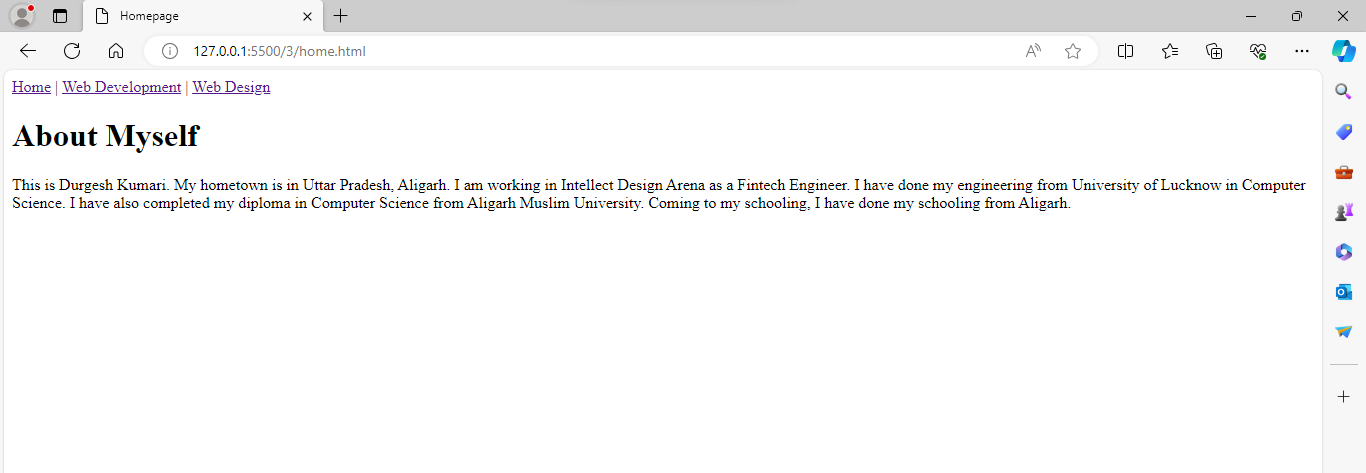 Homepage
127.0.0.1:5500/3/home.html
Home | Web Development | Web Design
About Myself
This is Durgesh Kumari. My hometown is in Uttar Pradesh, Aligarh. I am working in Intellect Design Arena as a Fintech Engineer. I have done my engineering from University of Lucknow in Computer
Science. I have also completed my diploma in Computer Science from Aligarh Muslim University. Coming to my schooling, I have done my schooling from Aligarh.